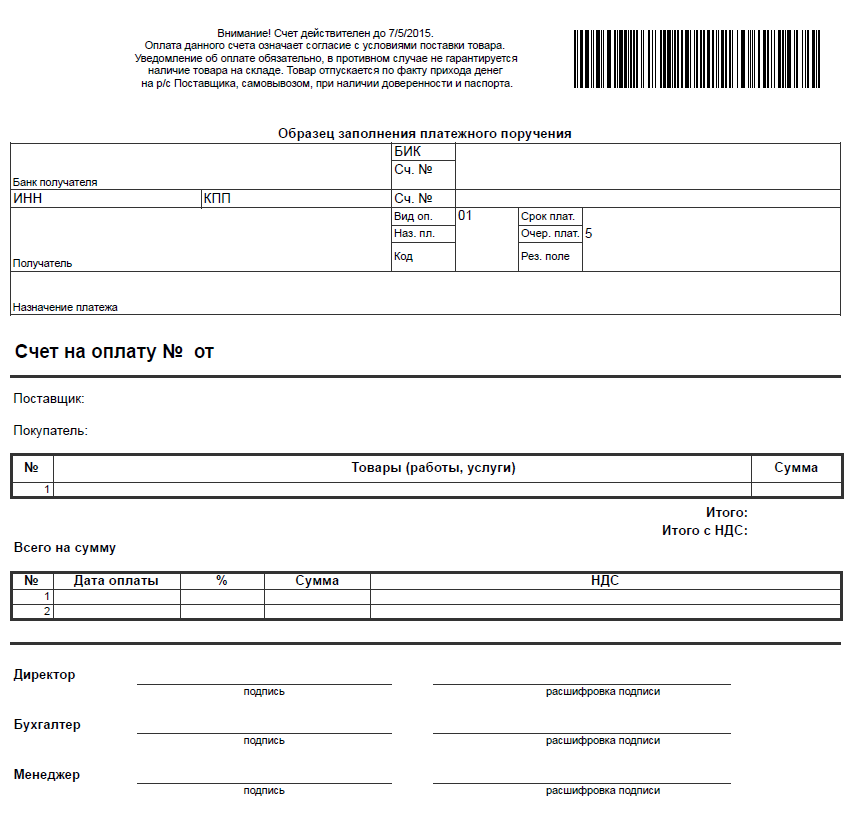 Внимание! Счет действителен до 7/5/2015.
Оплата данного счета означает согласие с условиями поставки товара.
Уведомление об оплате обязательно, в противном случае не гарантируется
наличие товара на складе. Товар отпускается по факту прихода денег
на р/с Поставщика, самовывозом, при наличии доверенности и паспорта.
Образец заполнения платежного поручения
БИК
Сч. №
Банк получателя
ИНН КПП Сч. №
Вид оп. 01 Срок плат.
Наз. пл. Очер. плат. 5
Код Рез. поле
Получатель
Назначение платежа
Счет на оплату № от
Поставщик:
Покупатель:
№ Товары (работы, услуги) Сумма
1
Итого:
Итого с НДС:
Всего на сумму
№ Дата оплаты % Сумма НДС
1
2
Директор
подпись расшифровка подписи
Бухгалтер
подпись расшифровка подписи
Менеджер
подпись расшифровка подписи